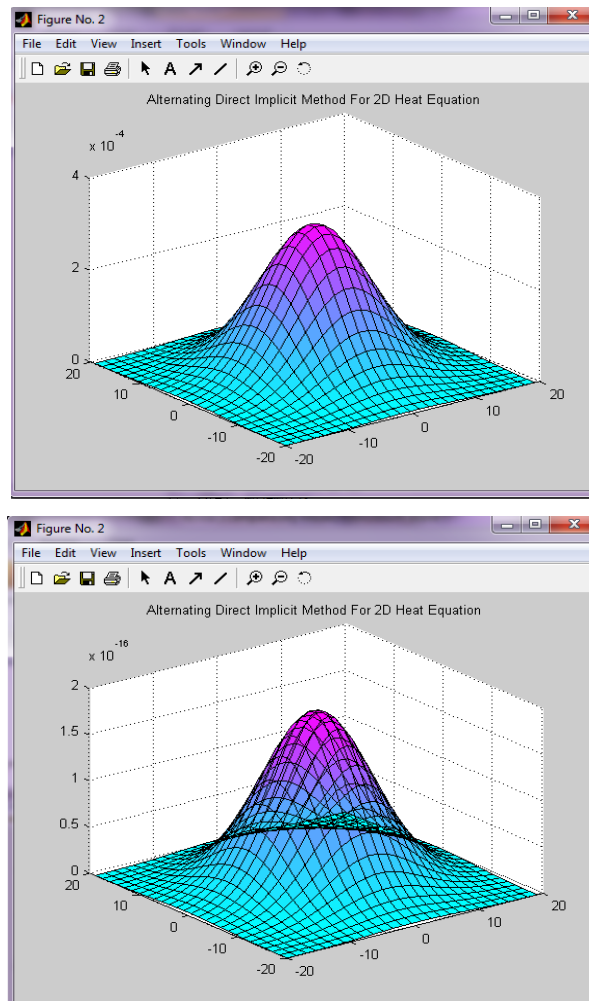 Figure No. 2
File Edit View Insert Tools Window Help
A
Alternating Direct Implicit Method For 2D Heat Equation
x 10^-4
4
2
0
20
10
0
-10
-20
-20
-10
0
10
20
Figure No. 2
File Edit View Insert Tools Window Help
A
Alternating Direct Implicit Method For 2D Heat Equation
x 10^-16
2
1.5
1
0.5
0
20
10
0
-10
-20
-20
-10
0
10
20